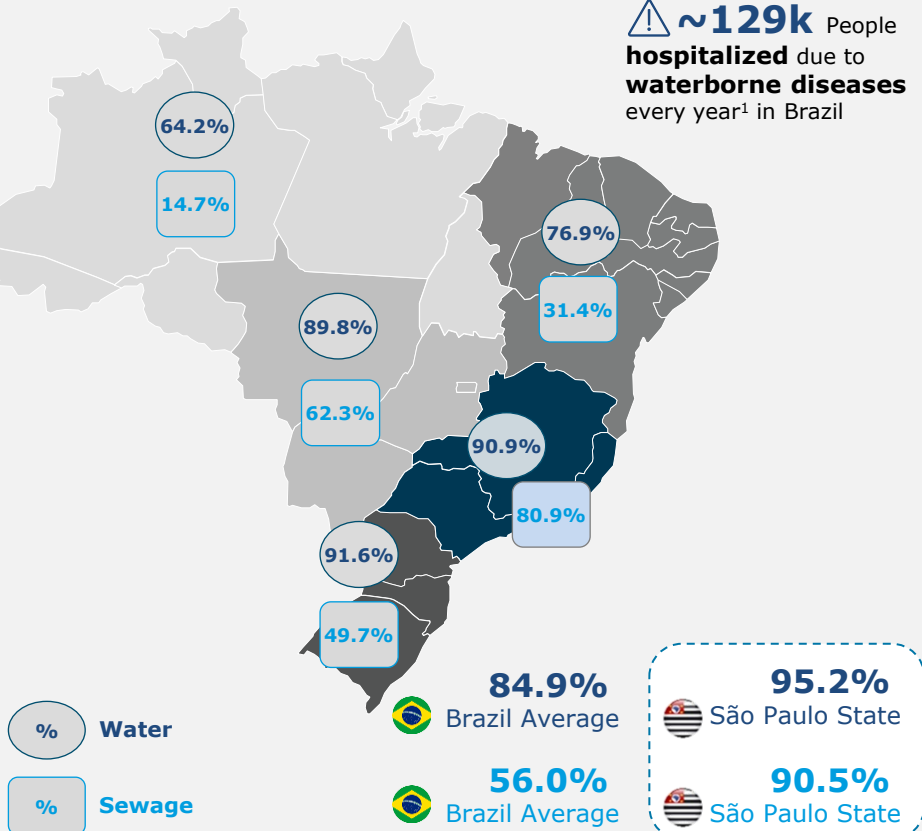 ~129k People
hospitalized due to
waterborne diseases
every year¹ in Brazil
64.2%
14.7%
76.9%
31.4%
89.8%
62.3%
90.9%
80.9%
91.6%
49.7%
% Water
% Sewage
84.9%
Brazil Average
56.0%
Brazil Average
95.2%
São Paulo State
90.5%
São Paulo State